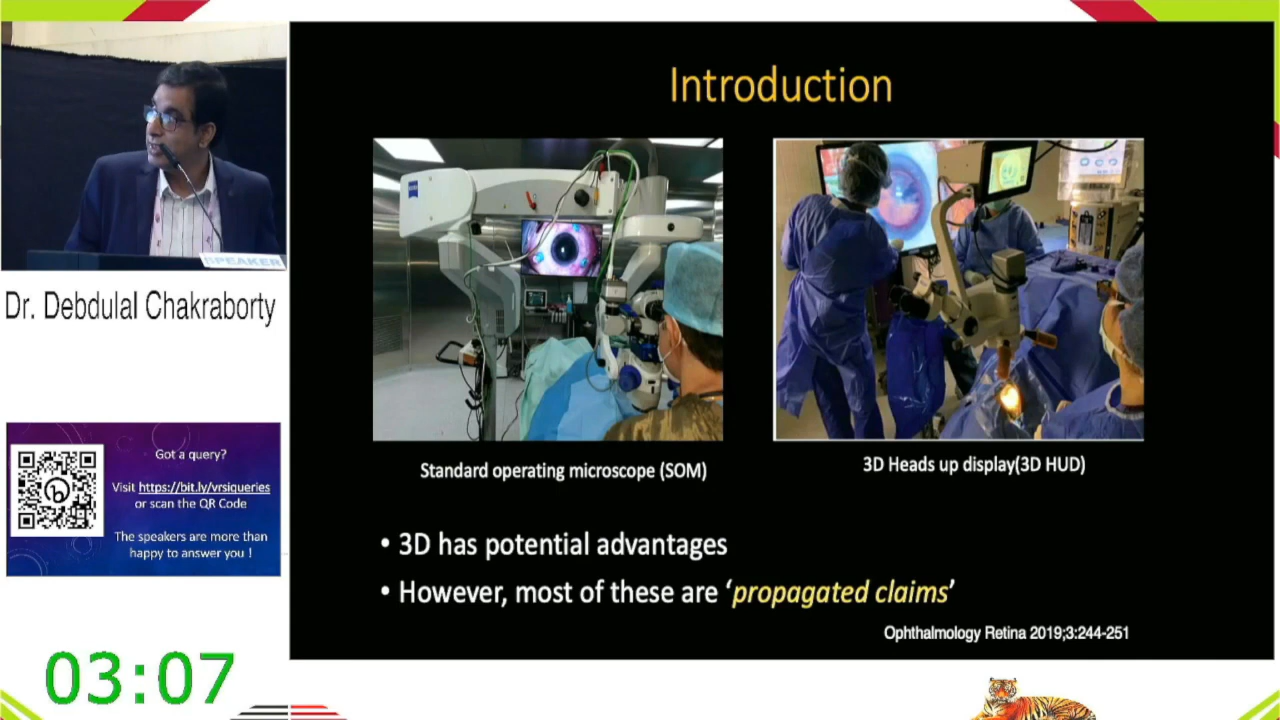 Introduction
ZEISS
Standard operating microscope (SOM)
3D Heads up display(3D HUD)
• 3D has potential advantages
• However, most of these are ‘propagated claims’
Ophthalmology Retina 2019;3:244-251
SPEAKER
Dr. Debdulal Chakraborty
Got a query?
Visit https://bit.ly/vrsiqueries
or scan the QR Code
The speakers are more than
happy to answer you !
03:07